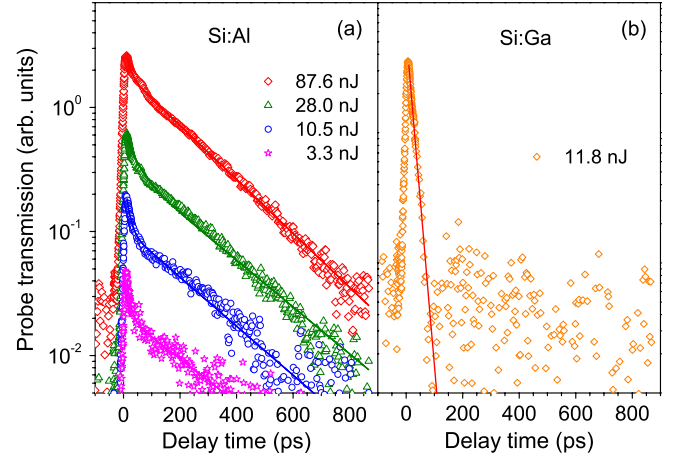 Si:Al (a)
Si:Ga (b)
87.6 nJ
28.0 nJ
10.5 nJ
3.3 nJ
11.8 nJ
Probe transmission (arb. units)
10⁰
10⁻¹
10⁻²
0 200 400 600 800
0 200 400 600 800
Delay time (ps)
Delay time (ps)